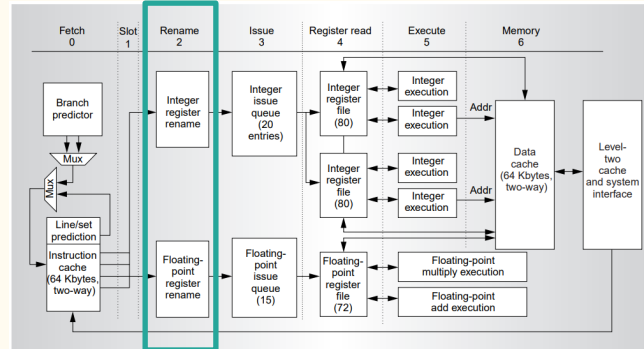 Fetch
0
Slot
1
Rename
2
Issue
3
Register read
4
Execute
5
Memory
6
Branch
predictor
Mux
Mux
Line/set
prediction
Instruction
cache
(64 Kbytes,
two-way)
Integer
register
rename
Floating-
point
register
rename
Integer
issue
queue
(20
entries)
Floating-
point
issue
queue
(15)
Integer
register
file
(80)
Integer
register
file
(80)
Floating-
point
register
file
(72)
Integer
execution
Integer
execution
Integer
execution
Integer
execution
Floating-point
multiply execution
Floating-point
add execution
Addr
Addr
Data
cache
(64 Kbytes,
two-way)
Level-
two
cache
and system
interface